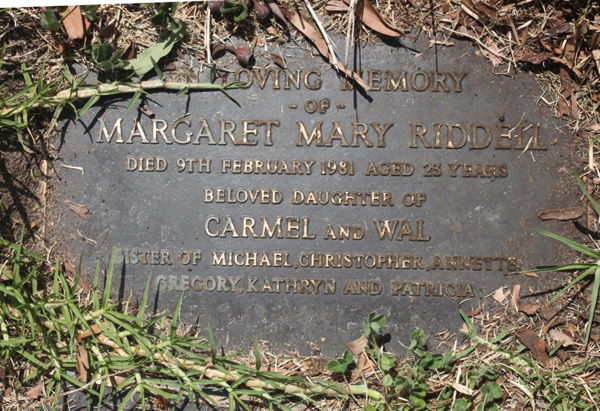 IN LOVING MEMORY
- OF -
MARGARET MARY RIDDELL
DIED 9TH FEBRUARY 1981 AGED 23 YEARS
BELOVED DAUGHTER OF
CARMEL AND WAL
SISTER OF MICHAEL, CHRISTOPHER, ANNETTE,
GREGORY, KATHRYN AND PATRICIA